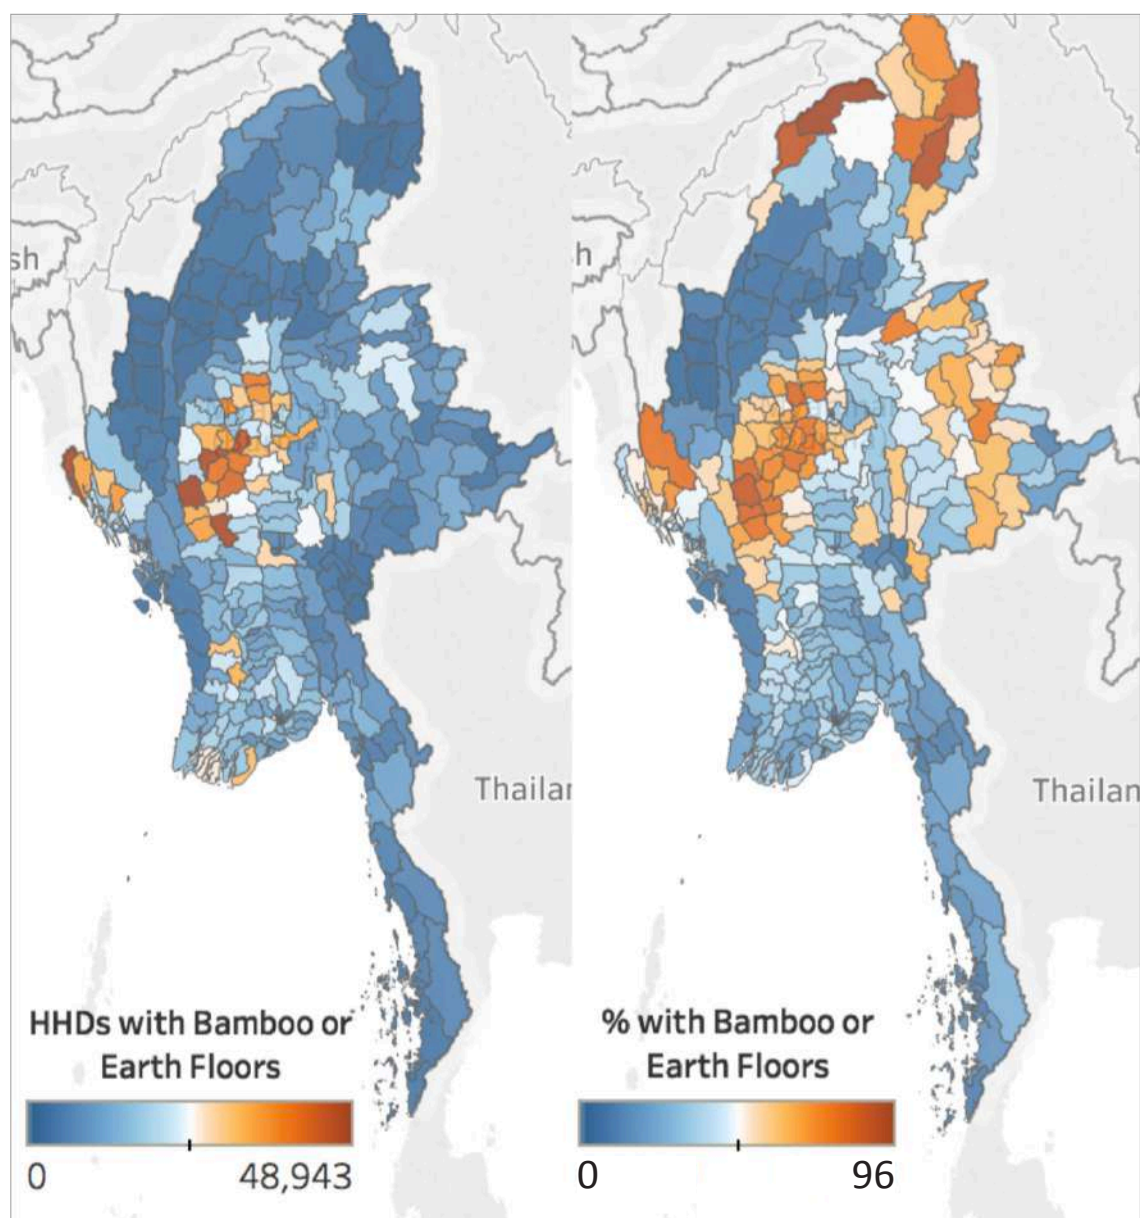 sh
h
Thailan
Thailan
HHDs with Bamboo or
Earth Floors
0
48,943
% with Bamboo or
Earth Floors
0
96